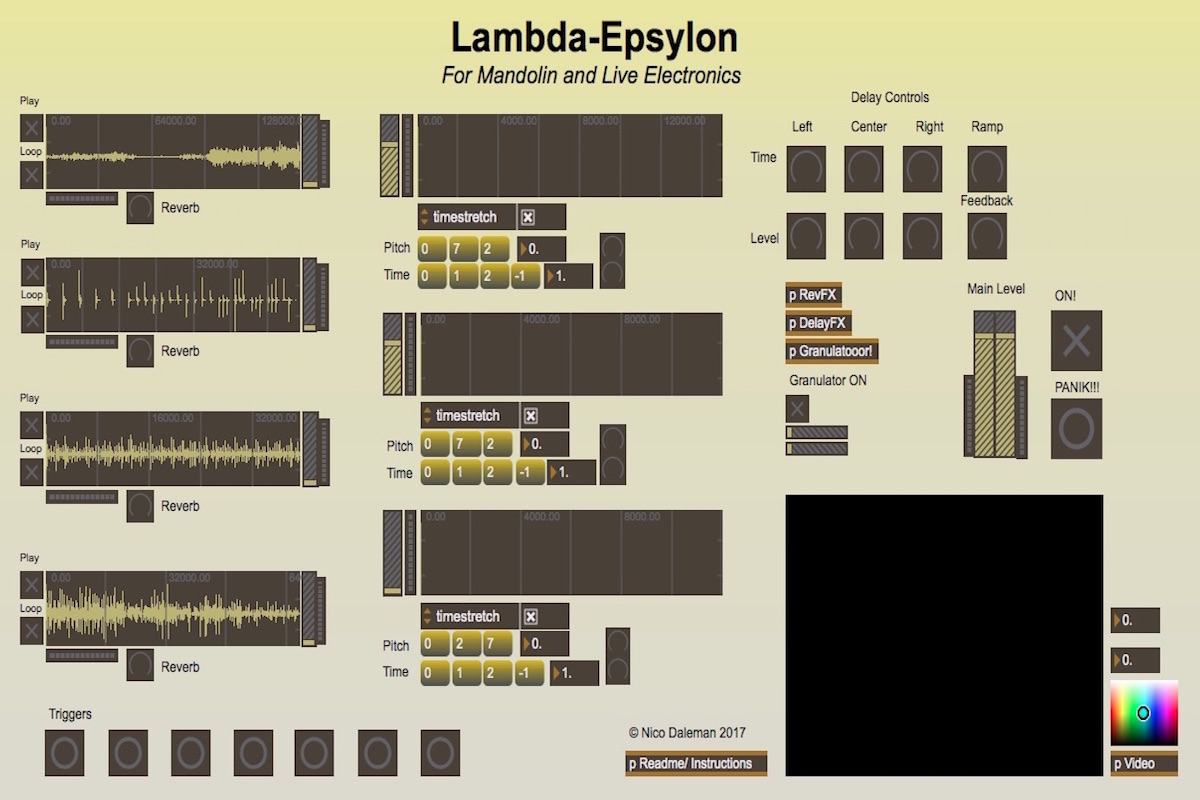 Lambda-Epsylon
For Mandolin and Live Electronics
Play
0.00 64000.00 128000.0
Loop
Reverb
Play
0.00 32000.00
Loop
Reverb
Play
0.00 16000.00 32000.00
Loop
Reverb
Play
0.00 32000.00 64
Loop
Reverb
Triggers
0.00 4000.00 8000.00 12000.00
timestretch
Pitch 0 7 2 0.
Time 0 1 2 -1 1.
0.00 4000.00 8000.00
timestretch
Pitch 0 7 2 0.
Time 0 1 2 -1 1.
0.00 4000.00 8000.00
timestretch
Pitch 0 2 7 0.
Time 0 1 2 -1 1.
© Nico Daleman 2017
p Readme/ Instructions
Delay Controls
Left Center Right Ramp
Time
Feedback
Level
p RevFX
p DelayFX
p Granulatooor!
Granulator ON
Main Level
ON!
PANIK!!!
0.
0.
p Video